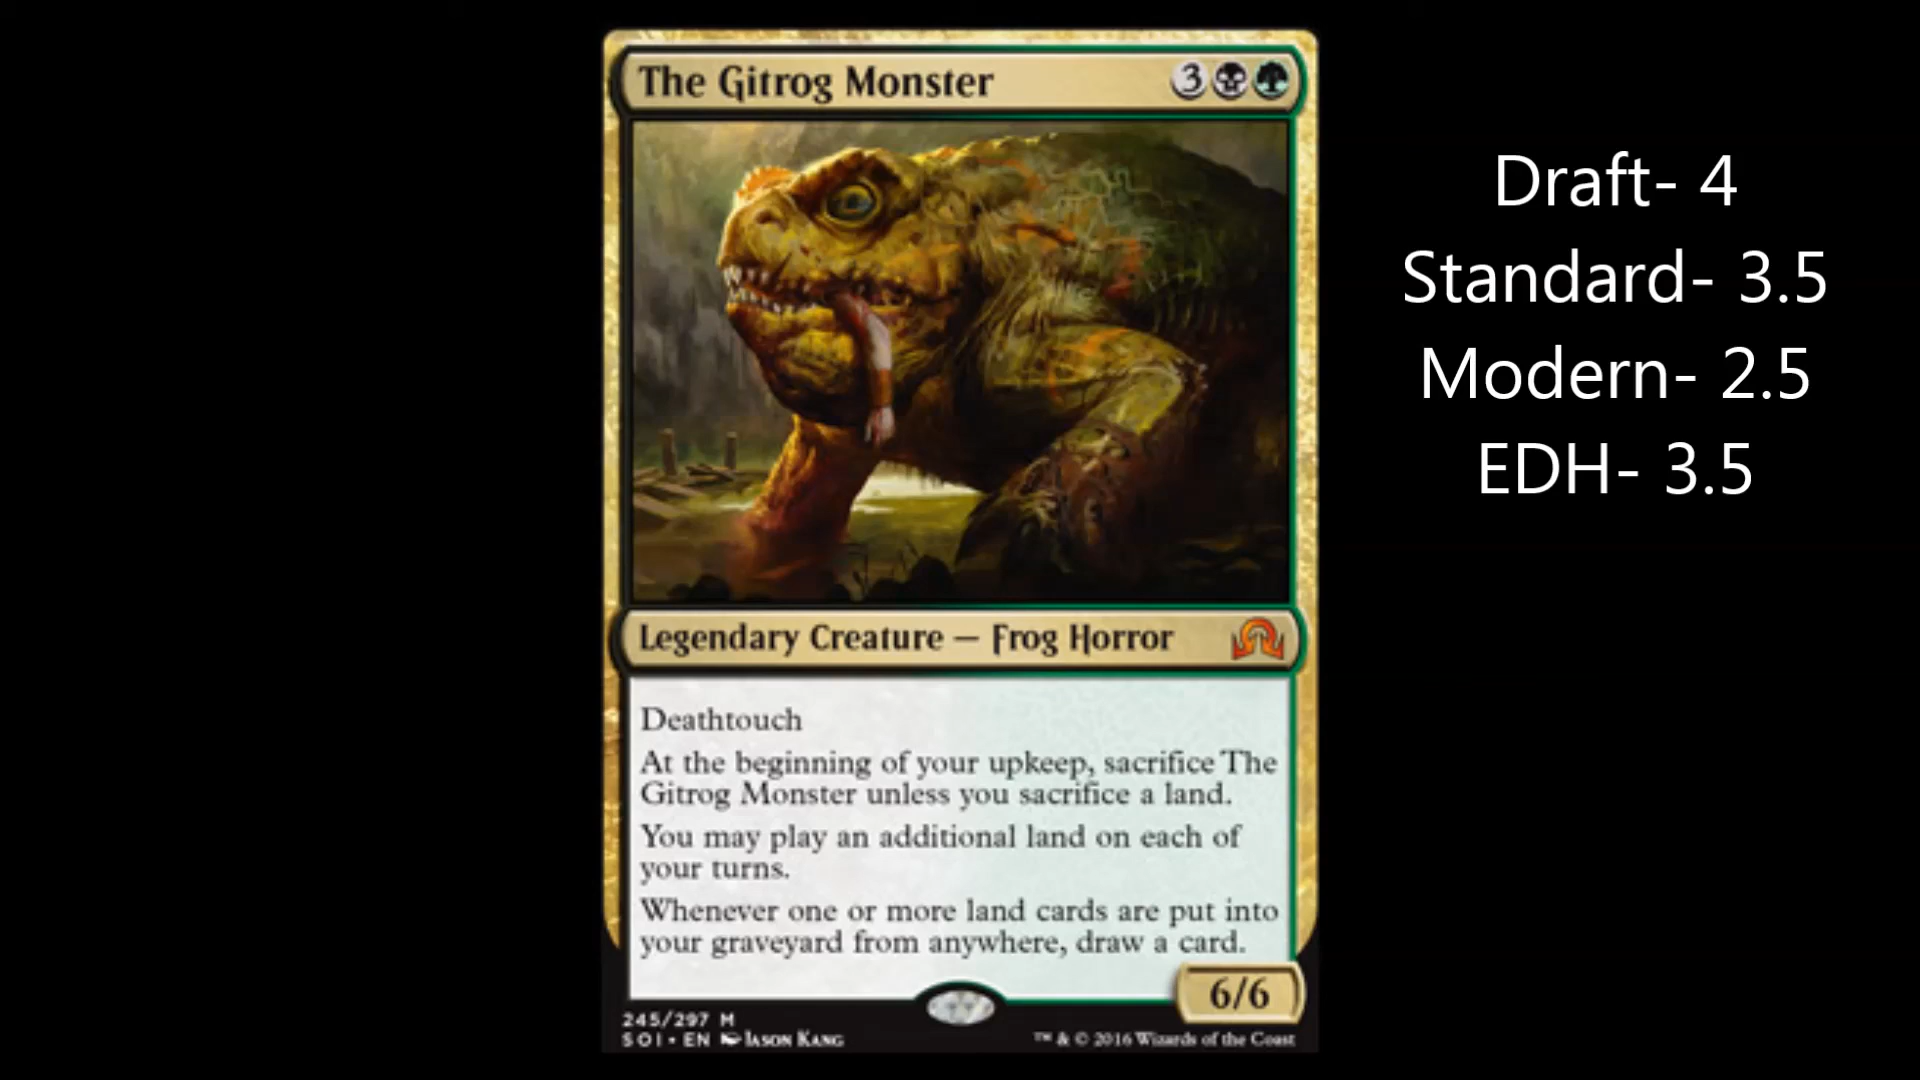 The Gitrog Monster 3
Legendary Creature — Frog Horror
Deathtouch
At the beginning of your upkeep, sacrifice The
Gitrog Monster unless you sacrifice a land.
You may play an additional land on each of
your turns.
Whenever one or more land cards are put into
your graveyard from anywhere, draw a card.
6/6
245/297 M
SOI • EN Jason Kang
™ & © 2016 Wizards of the Coast
Draft- 4
Standard- 3.5
Modern- 2.5
EDH- 3.5